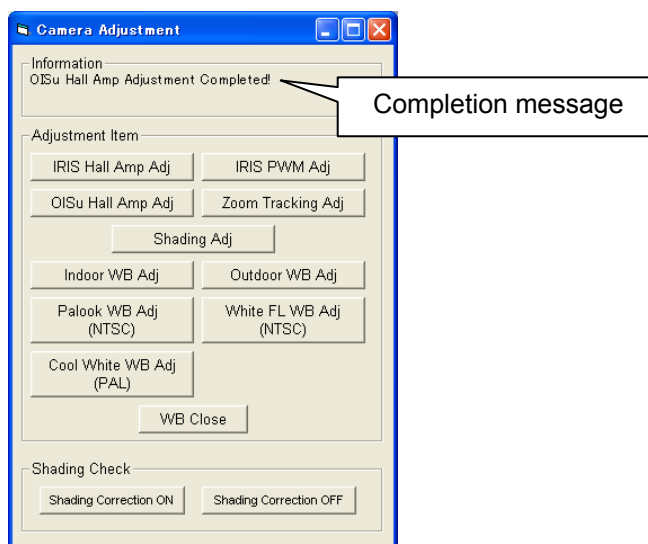 Camera Adjustment
Information
OISu Hall Amp Adjustment Completed!
Completion message
Adjustment Item
IRIS Hall Amp Adj
IRIS PWM Adj
OISu Hall Amp Adj
Zoom Tracking Adj
Shading Adj
Indoor WB Adj
Outdoor WB Adj
Palook WB Adj
(NTSC)
White FL WB Adj
(NTSC)
Cool White WB Adj
(PAL)
WB Close
Shading Check
Shading Correction ON
Shading Correction OFF